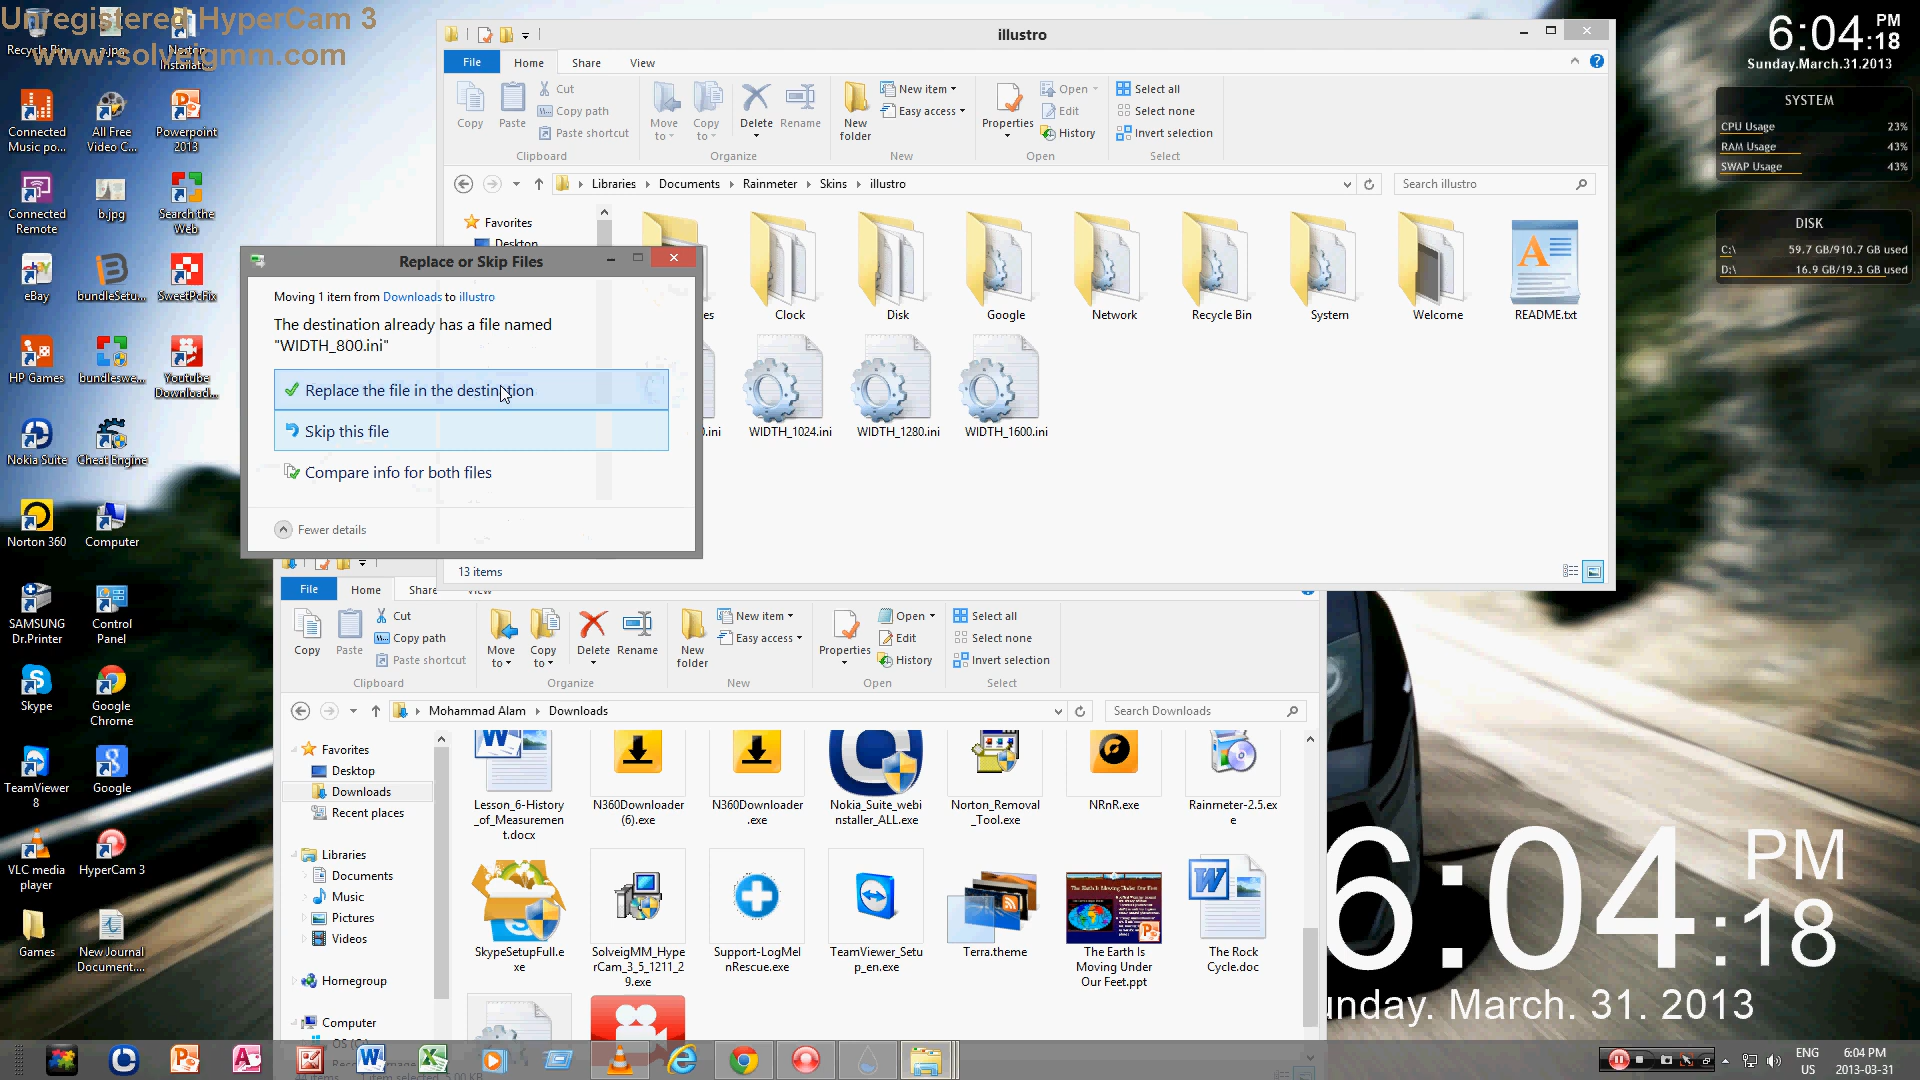 Unregistered HyperCam 3
www.solveigmm.com
Recycle Bin
a.jpg
Norton
Installat...
Connected
Music po...
All Free
Video C...
Powerpoint
2013
Connected
Remote
b.jpg
Search the
Web
eBay
bundleSetu...
SweetPcFix
HP Games
bundleswe...
Youtube
Download...
Nokia Suite
Cheat Engine
Norton 360
Computer
SAMSUNG
Dr.Printer
Control
Panel
Skype
Google
Chrome
TeamViewer
8
Google
VLC media
player
HyperCam 3
Games
New Journal
Document....
illustro
File
Home
Share
View
Copy
Paste
Cut
Copy path
Paste shortcut
Clipboard
Move
to
Copy
to
Delete
Rename
Organize
New
folder
New item
Easy access
New
Properties
Open
Edit
History
Open
Select all
Select none
Invert selection
Select
Libraries
Documents
Rainmeter
Skins
illustro
Search illustro
Favorites
Desktop
es
Clock
Disk
Google
Network
Recycle Bin
System
Welcome
README.txt
0.ini
WIDTH_1024.ini
WIDTH_1280.ini
WIDTH_1600.ini
13 items
Replace or Skip Files
Moving 1 item from Downloads to illustro
The destination already has a file named
"WIDTH_800.ini"
Replace the file in the destination
Skip this file
Compare info for both files
Fewer details
File
Home
Share
View
Copy
Paste
Cut
Copy path
Paste shortcut
Clipboard
Move
to
Copy
to
Delete
Rename
Organize
New
folder
New item
Easy access
New
Properties
Open
Edit
History
Open
Select all
Select none
Invert selection
Select
Mohammad Alam
Downloads
Search Downloads
Favorites
Desktop
Downloads
Recent places
Libraries
Documents
Music
Pictures
Videos
Homegroup
Computer
OS (C:)
Lesson_6-History
_of_Measuremen
t.docx
N360Downloader
(6).exe
N360Downloader
.exe
Nokia_Suite_webi
nstaller_ALL.exe
Norton_Removal
_Tool.exe
NRnR.exe
Rainmeter-2.5.ex
e
SkypeSetupFull.e
xe
SolveigMM_Hype
rCam_3_5_1211_2
9.exe
Support-LogMeI
nRescue.exe
TeamViewer_Setu
p_en.exe
Terra.theme
The Earth Is
Moving Under
Our Feet.ppt
The Rock
Cycle.doc
6:04:18 PM
Sunday.March.31.2013
SYSTEM
CPU Usage 23%
RAM Usage 43%
SWAP Usage 43%
DISK
C:\ 59.7 GB/910.7 GB used
D:\ 16.9 GB/19.3 GB used
6:04:18 PM
unday. March. 31. 2013
ENG
US
6:04 PM
2013-03-31